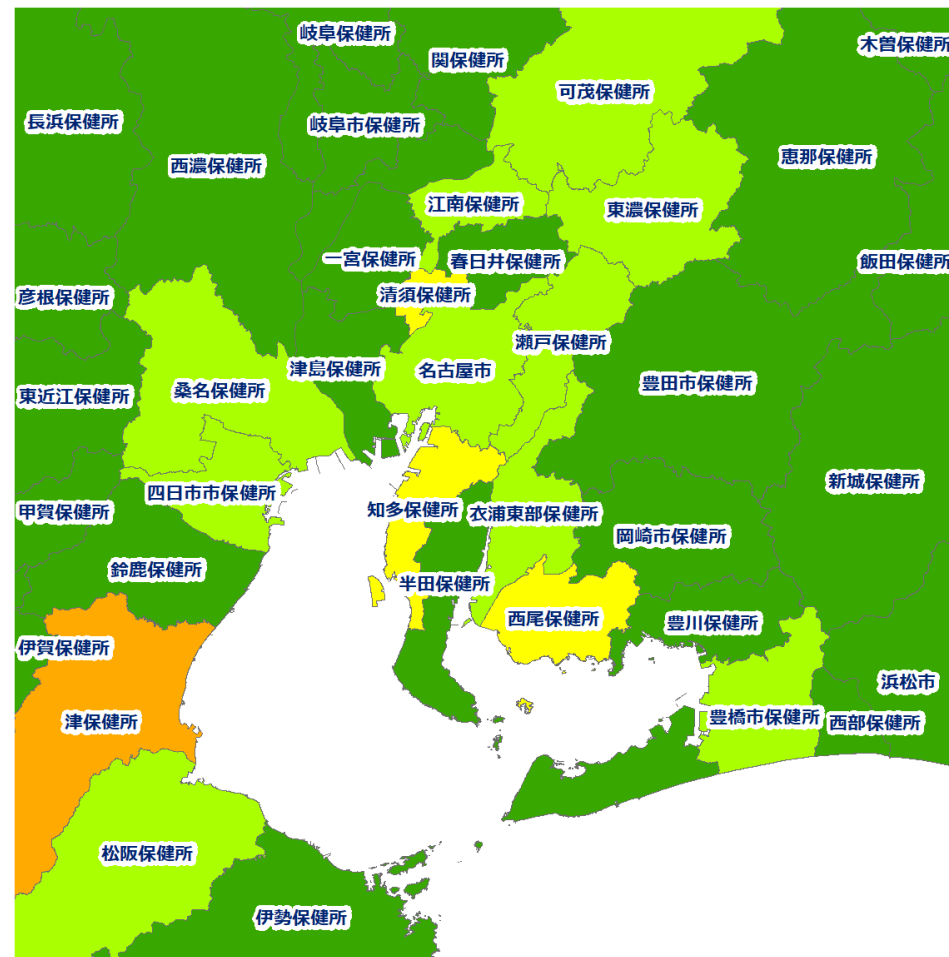 岐阜保健所
木曽保健所
関保健所
可茂保健所
長浜保健所
岐阜市保健所
恵那保健所
西濃保健所
江南保健所
東濃保健所
一宮保健所
春日井保健所
飯田保健所
彦根保健所
清須保健所
瀬戸保健所
津島保健所
名古屋市
豊田市保健所
東近江保健所
桑名保健所
新城保健所
四日市市保健所
甲賀保健所
知多保健所
衣浦東部保健所
岡崎市保健所
鈴鹿保健所
半田保健所
西尾保健所
豊川保健所
伊賀保健所
浜松市
津保健所
豊橋市保健所
西部保健所
松阪保健所
伊勢保健所